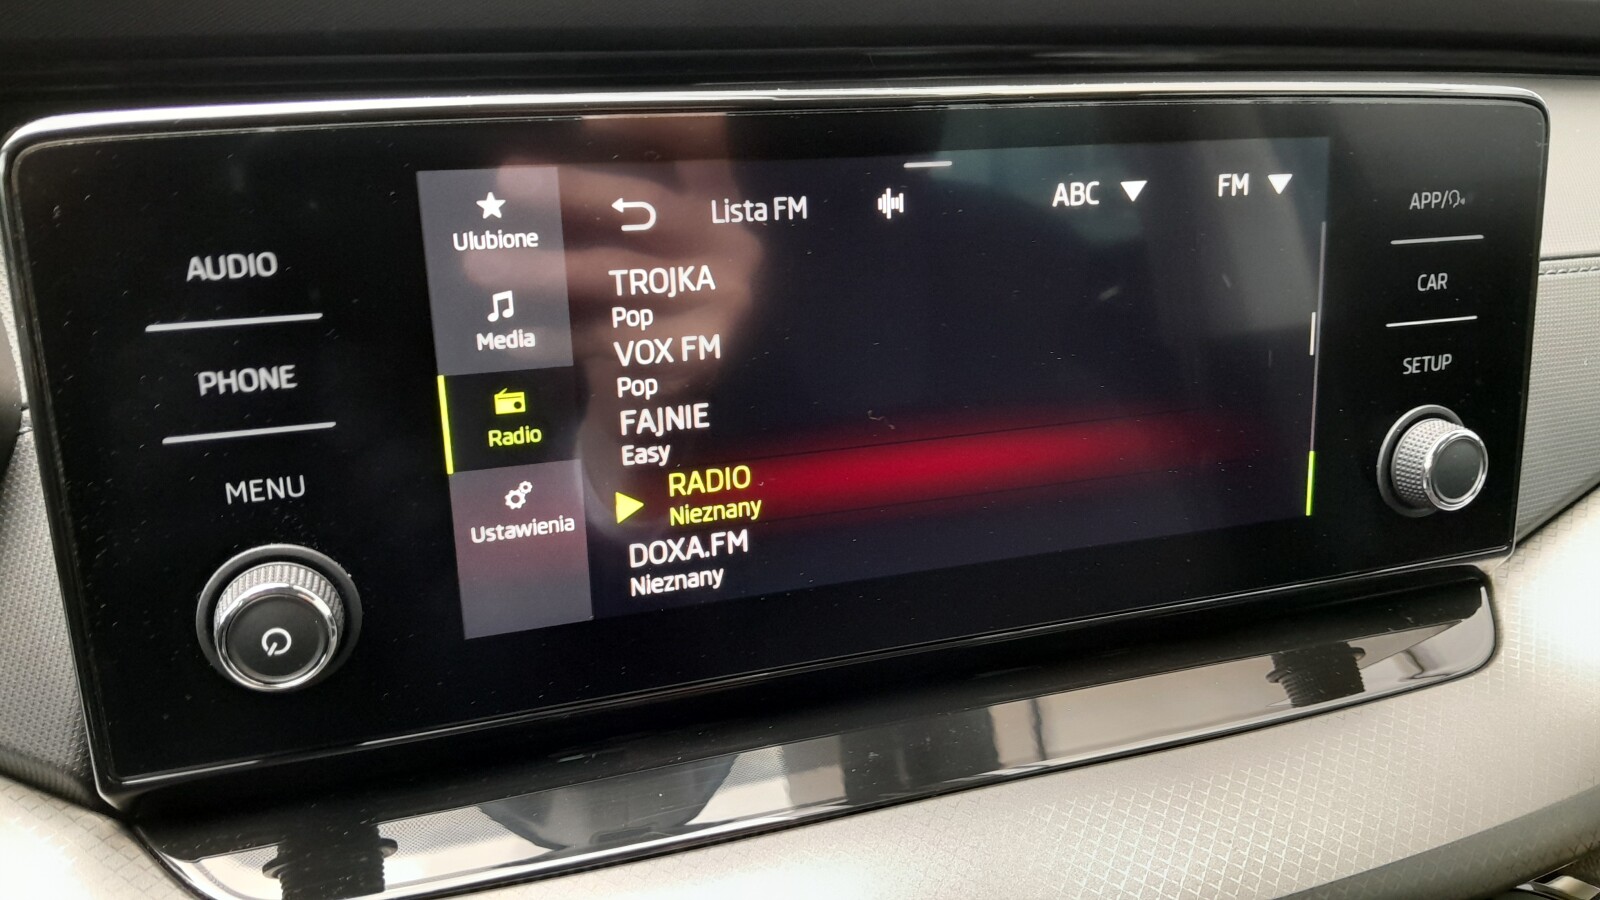 AUDIO
PHONE
MENU
Ulubione
Media
Radio
Ustawienia
Lista FM
ABC
FM
TROJKA
Pop
VOX FM
Pop
FAJNIE
Easy
RADIO
Nieznany
DOXA.FM
Nieznany
APP/
CAR
SETUP